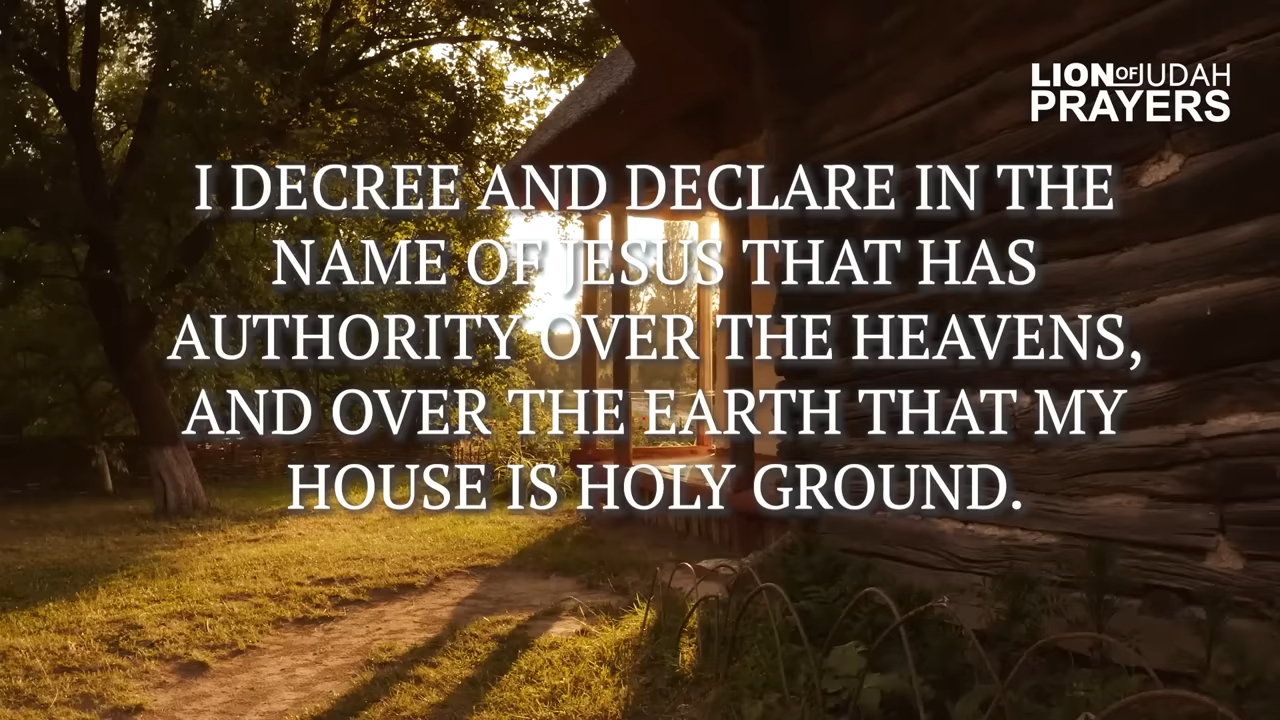 LION OF JUDAH
PRAYERS
I DECREE AND DECLARE IN THE
NAME OF JESUS THAT HAS
AUTHORITY OVER THE HEAVENS,
AND OVER THE EARTH THAT MY
HOUSE IS HOLY GROUND.